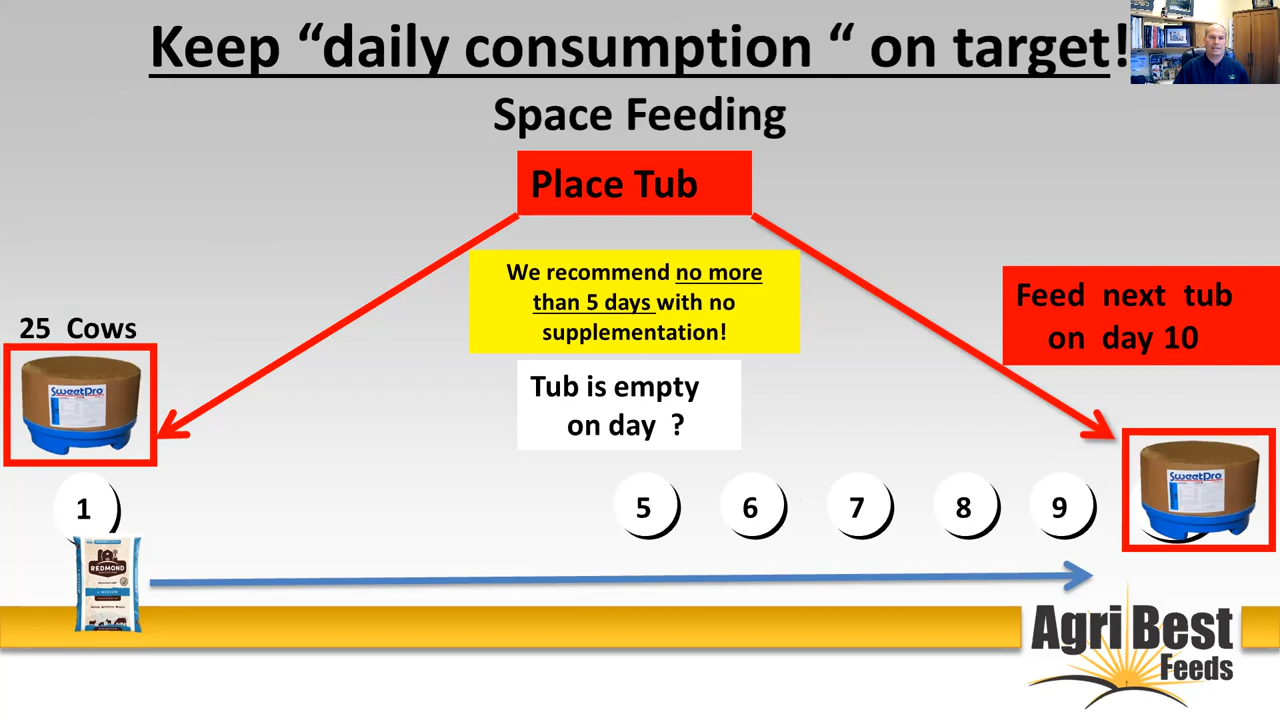 Keep “daily consumption “ on target!
Space Feeding
Place Tub
We recommend no more
than 5 days with no
supplementation!
Feed next tub
on day 10
25 Cows
Tub is empty
on day ?
SweetPro
SweetPro
1
5
6
7
8
9
REDMOND
Agri Best
Feeds